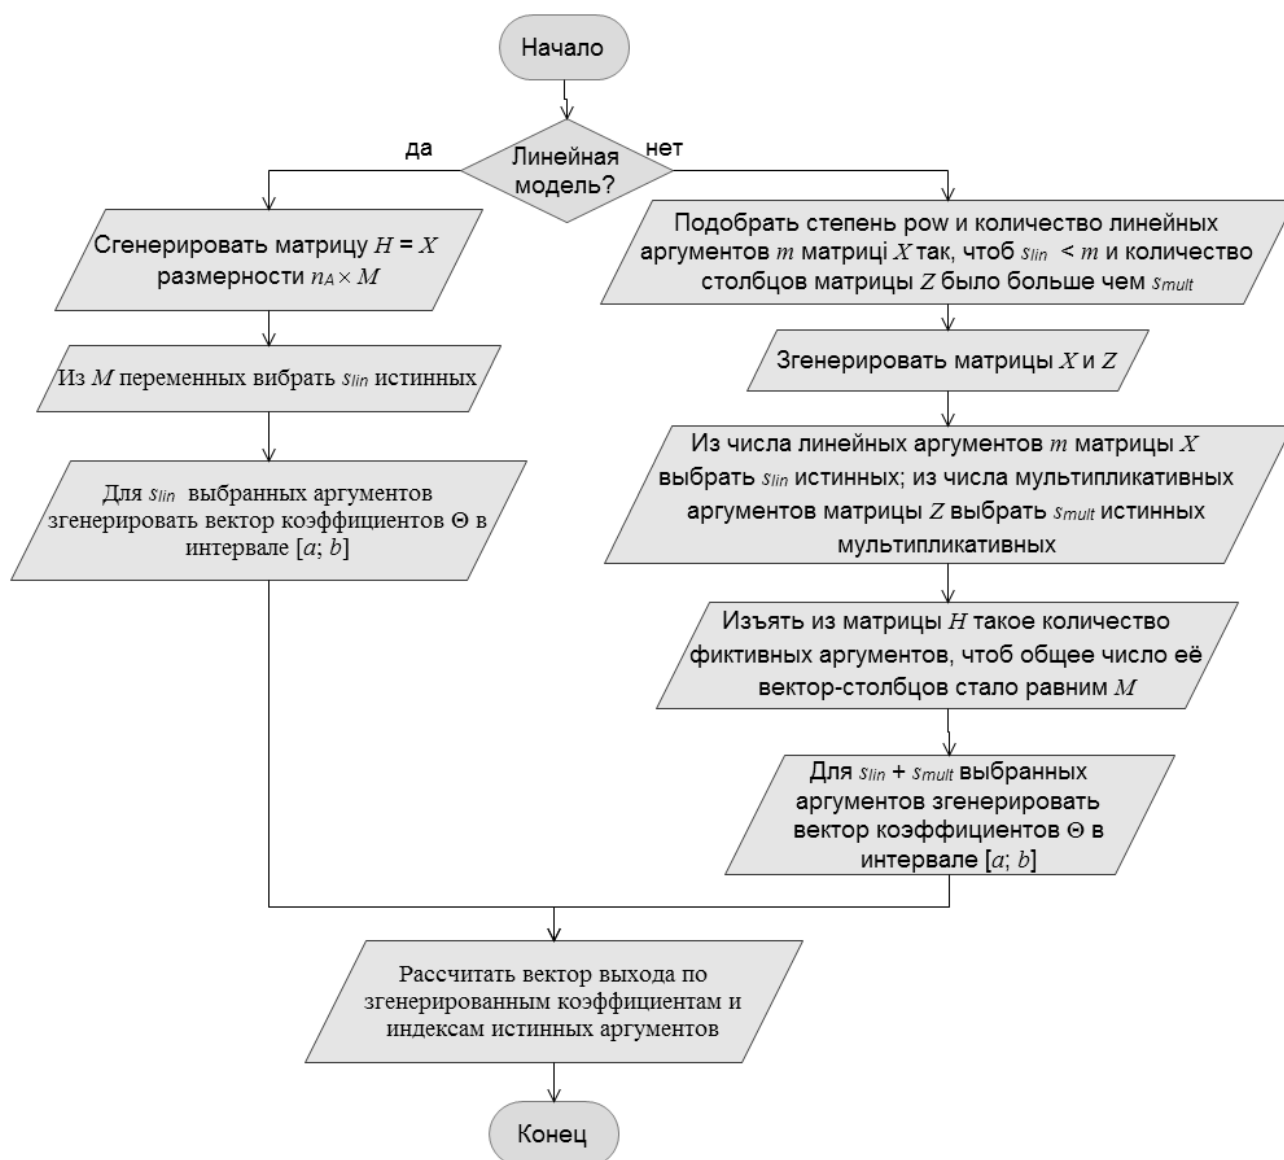 Начало
Линейная
модель?
да
нет
Сгенерировать матрицу H = X
размерности nA × M
Из M переменных вибрать slin истинных
Для slin выбранных аргументов
згенерировать вектор коэффициентов Θ в
интервале [a; b]
Подобрать степень pow и количество линейных
аргументов m матриці X так, чтоб slin < m и количество
столбцов матрицы Z было больше чем smult
Згенерировать матрицы X и Z
Из числа линейных аргументов m матрицы X
выбрать slin истинных; из числа мультипликативных
аргументов матрицы Z выбрать smult истинных
мультипликативных
Изъять из матрицы H такое количество
фиктивных аргументов, чтоб общее число её
вектор-столбцов стало равним M
Для slin + smult выбранных
аргументов згенерировать
вектор коэффициентов Θ в
интервале [a; b]
Рассчитать вектор выхода по
згенерированным коэффициентам и
индексам истинных аргументов
Конец